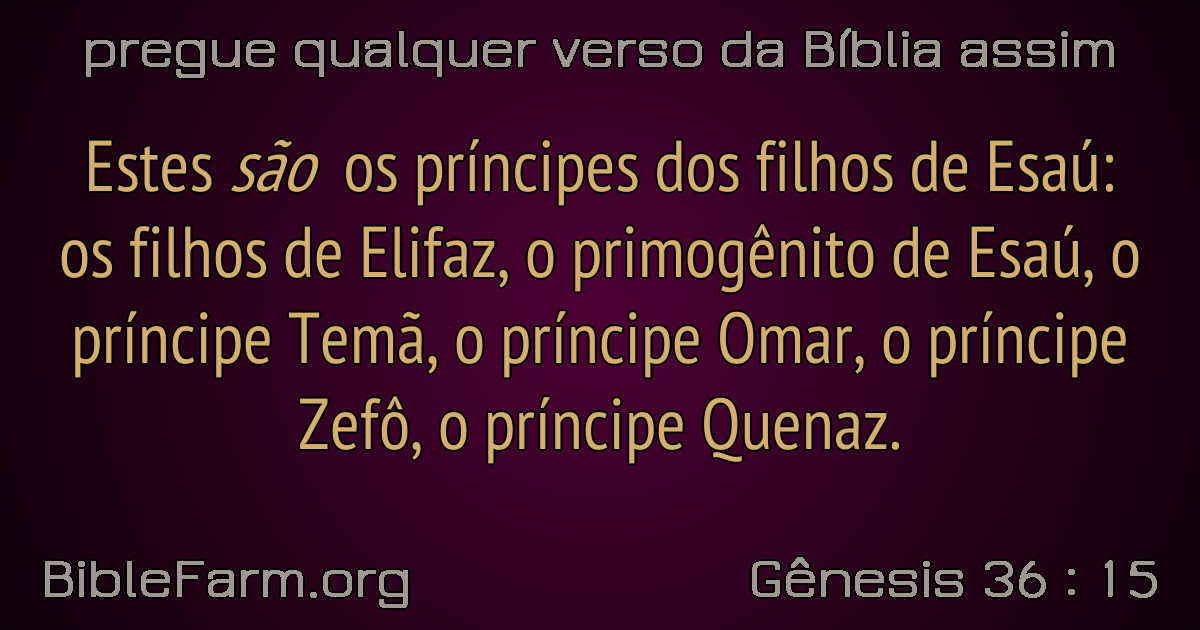 pregue qualquer verso da Bíblia assim
Estes são os príncipes dos filhos de Esaú:
os filhos de Elifaz, o primogênito de Esaú, o
príncipe Temã, o príncipe Omar, o príncipe
Zefô, o príncipe Quenaz.
BibleFarm.org
Gênesis 36 : 15